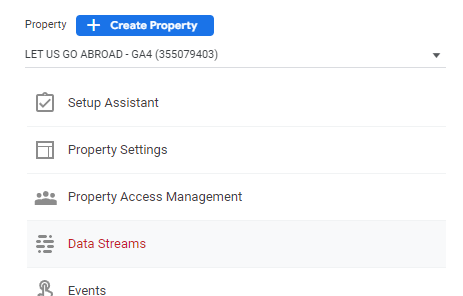 Property
Create Property
LET US GO ABROAD - GA4 (355079403)
Setup Assistant
Property Settings
Property Access Management
Data Streams
Events